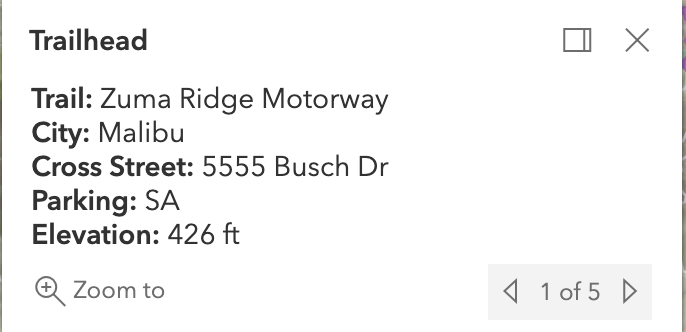 Trailhead
Trail: Zuma Ridge Motorway
City: Malibu
Cross Street: 5555 Busch Dr
Parking: SA
Elevation: 426 ft
Zoom to
1 of 5